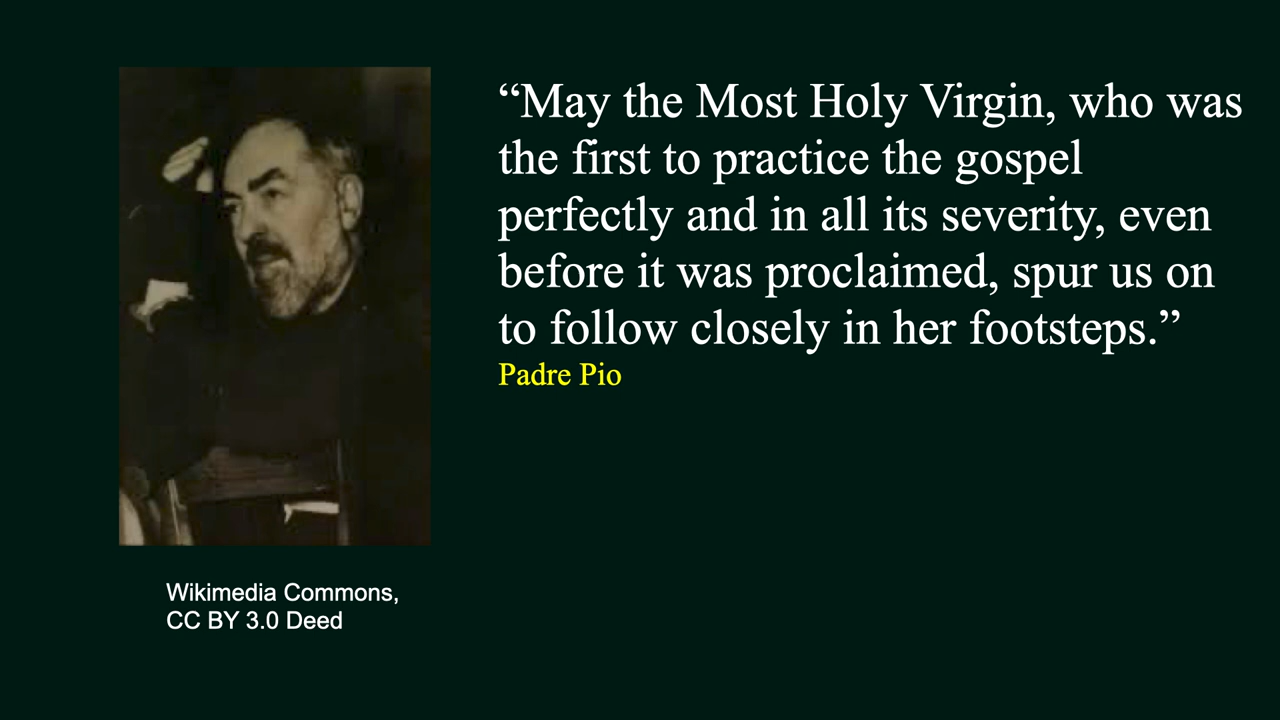 “May the Most Holy Virgin, who was
the first to practice the gospel
perfectly and in all its severity, even
before it was proclaimed, spur us on
to follow closely in her footsteps.”
Padre Pio
Wikimedia Commons,
CC BY 3.0 Deed